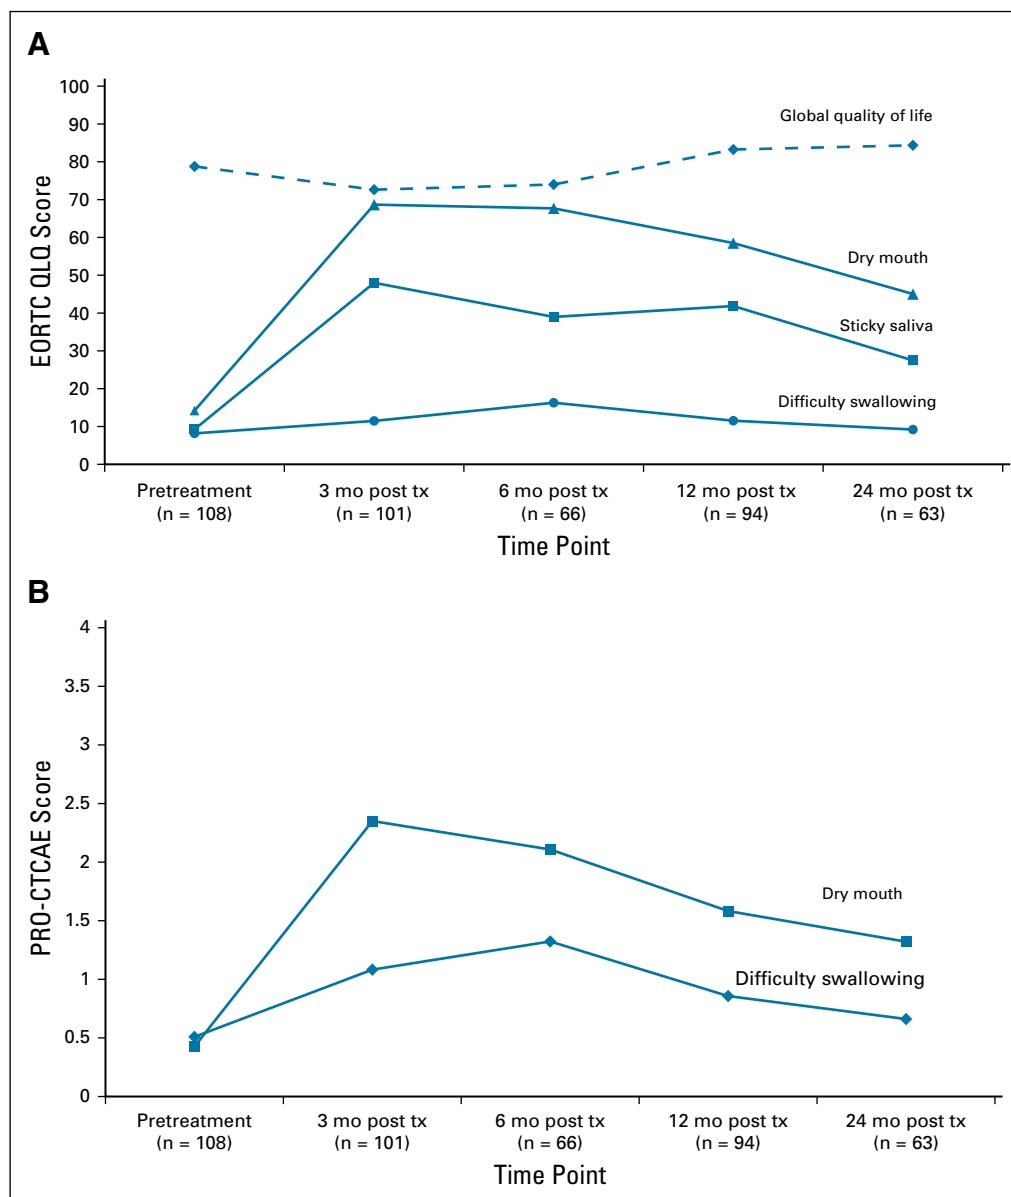 A
100
90
80
70
60
50
40
30
20
10
0
EORTC QLQ Score
Global quality of life
Dry mouth
Sticky saliva
Difficulty swallowing
Pretreatment
(n = 108)
3 mo post tx
(n = 101)
6 mo post tx
(n = 66)
12 mo post tx
(n = 94)
24 mo post tx
(n = 63)
Time Point
B
4
3.5
3
2.5
2
1.5
1
0.5
0
PRO-CTCAE Score
Dry mouth
Difficulty swallowing
Pretreatment
(n = 108)
3 mo post tx
(n = 101)
6 mo post tx
(n = 66)
12 mo post tx
(n = 94)
24 mo post tx
(n = 63)
Time Point